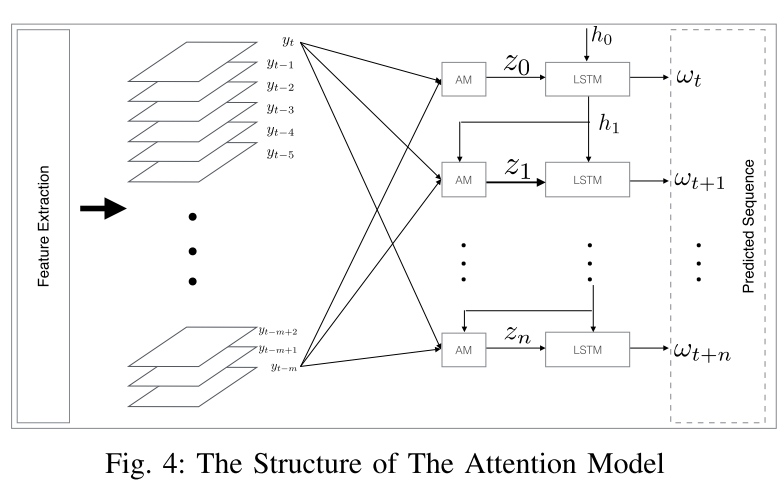 Feature Extraction
y_t
y_{t-1}
y_{t-2}
y_{t-3}
y_{t-4}
y_{t-5}
y_{t-m+2}
y_{t-m+1}
y_{t-m}
h_0
AM z_0 LSTM ω_t
h_1
AM z_1 LSTM ω_{t+1}
AM z_n LSTM ω_{t+n}
Predicted Sequence
Fig. 4: The Structure of The Attention Model